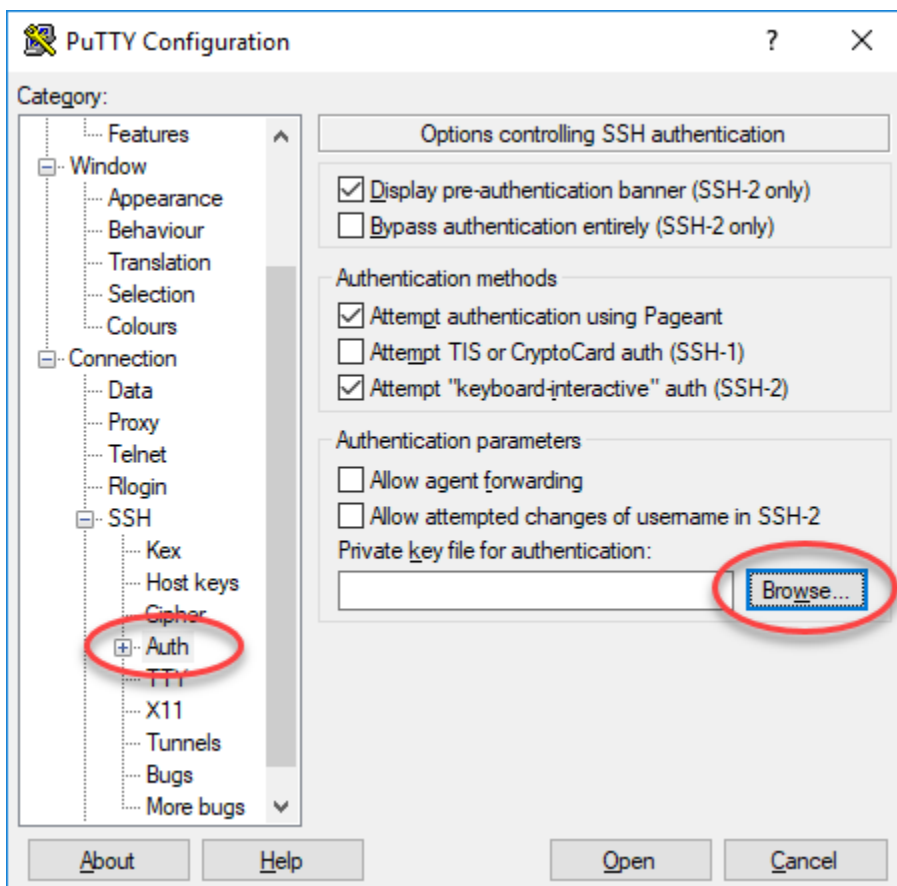 PuTTY Configuration
?
Category:
Features
Window
Appearance
Behaviour
Translation
Selection
Colours
Connection
Data
Proxy
Telnet
Rlogin
SSH
Kex
Host keys
Cipher
Auth
TTY
X11
Tunnels
Bugs
More bugs
Options controlling SSH authentication
Display pre-authentication banner (SSH-2 only)
Bypass authentication entirely (SSH-2 only)
Authentication methods
Attempt authentication using Pageant
Attempt TIS or CryptoCard auth (SSH-1)
Attempt "keyboard-interactive" auth (SSH-2)
Authentication parameters
Allow agent forwarding
Allow attempted changes of username in SSH-2
Private key file for authentication:
Browse...
About
Help
Open
Cancel